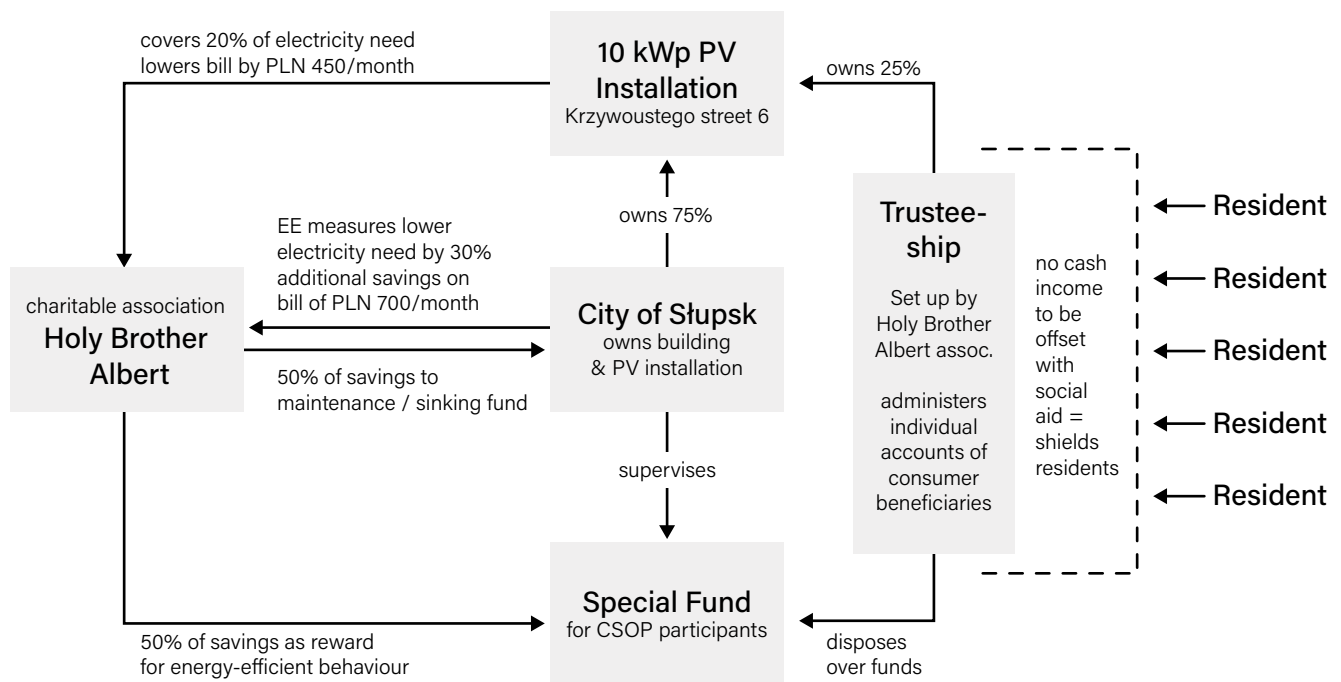 covers 20% of electricity need
lowers bill by PLN 450/month
10 kWp PV
Installation
Krzywoustego street 6
owns 25%
owns 75%
EE measures lower
electricity need by 30%
additional savings on
bill of PLN 700/month
charitable association
Holy Brother
Albert
50% of savings to
maintenance / sinking fund
City of Słupsk
owns building
& PV installation
supervises
Special Fund
for CSOP participants
50% of savings as reward
for energy-efficient behaviour
Trustee-
ship
Set up by
Holy Brother
Albert assoc.
administers
individual
accounts of
consumer
beneficiaries
disposes
over funds
no cash
income
to be
offset
with
social
aid =
shields
residents
Resident
Resident
Resident
Resident
Resident